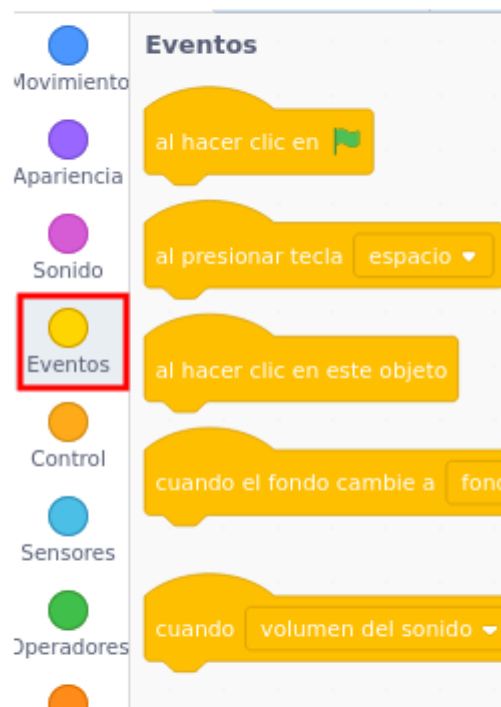 Movimiento
Apariencia
Sonido
Eventos
Control
Sensores
Operadores
Eventos
al hacer clic en
al presionar tecla espacio
al hacer clic en este objeto
cuando el fondo cambie a
cuando volumen del sonido